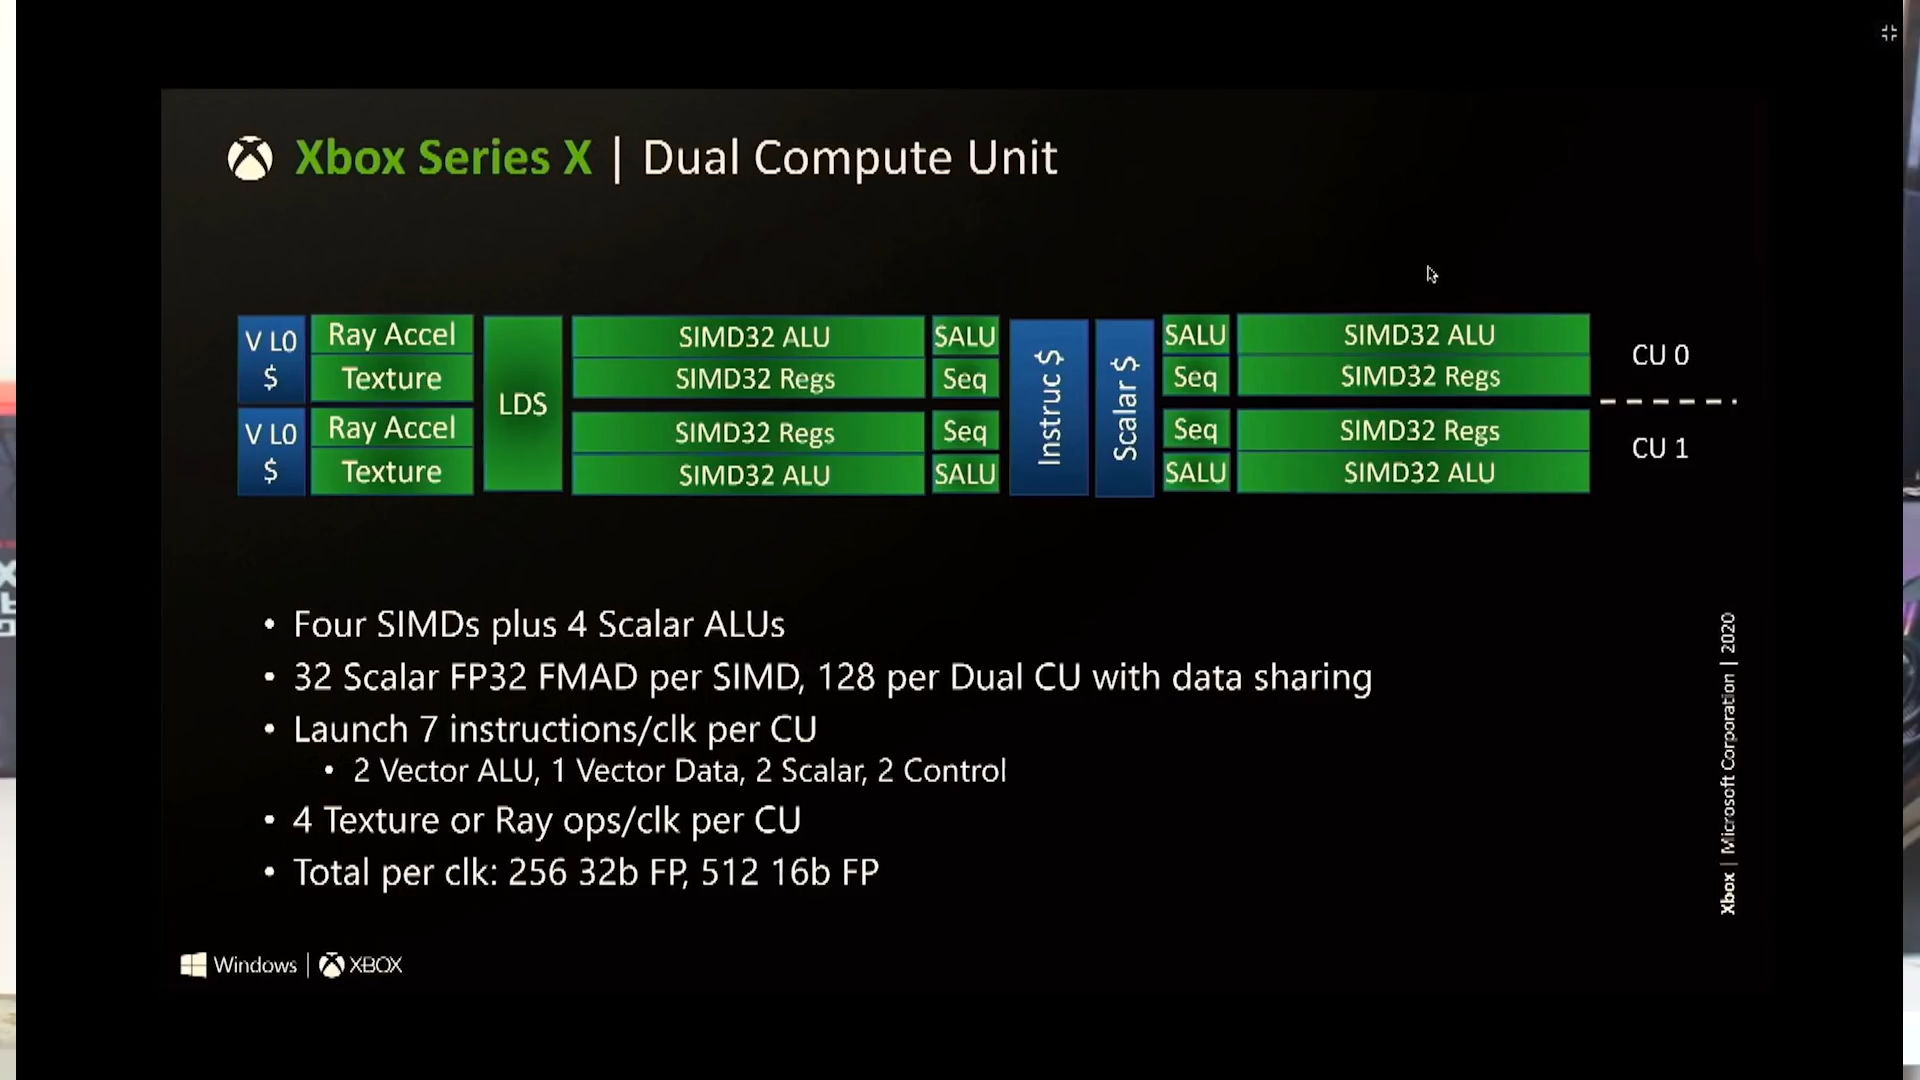 Xbox Series X | Dual Compute Unit
V L0 $
Ray Accel
Texture
V L0 $
Ray Accel
Texture
LDS
SIMD32 ALU
SIMD32 Regs
SIMD32 Regs
SIMD32 ALU
SALU
Seq
Seq
SALU
Instruc $
Scalar $
SALU
Seq
Seq
SALU
SIMD32 ALU
SIMD32 Regs
SIMD32 Regs
SIMD32 ALU
CU 0
CU 1
• Four SIMDs plus 4 Scalar ALUs
• 32 Scalar FP32 FMAD per SIMD, 128 per Dual CU with data sharing
• Launch 7 instructions/clk per CU
• 2 Vector ALU, 1 Vector Data, 2 Scalar, 2 Control
• 4 Texture or Ray ops/clk per CU
• Total per clk: 256 32b FP, 512 16b FP
Xbox | Microsoft Corporation | 2020
Windows | XBOX